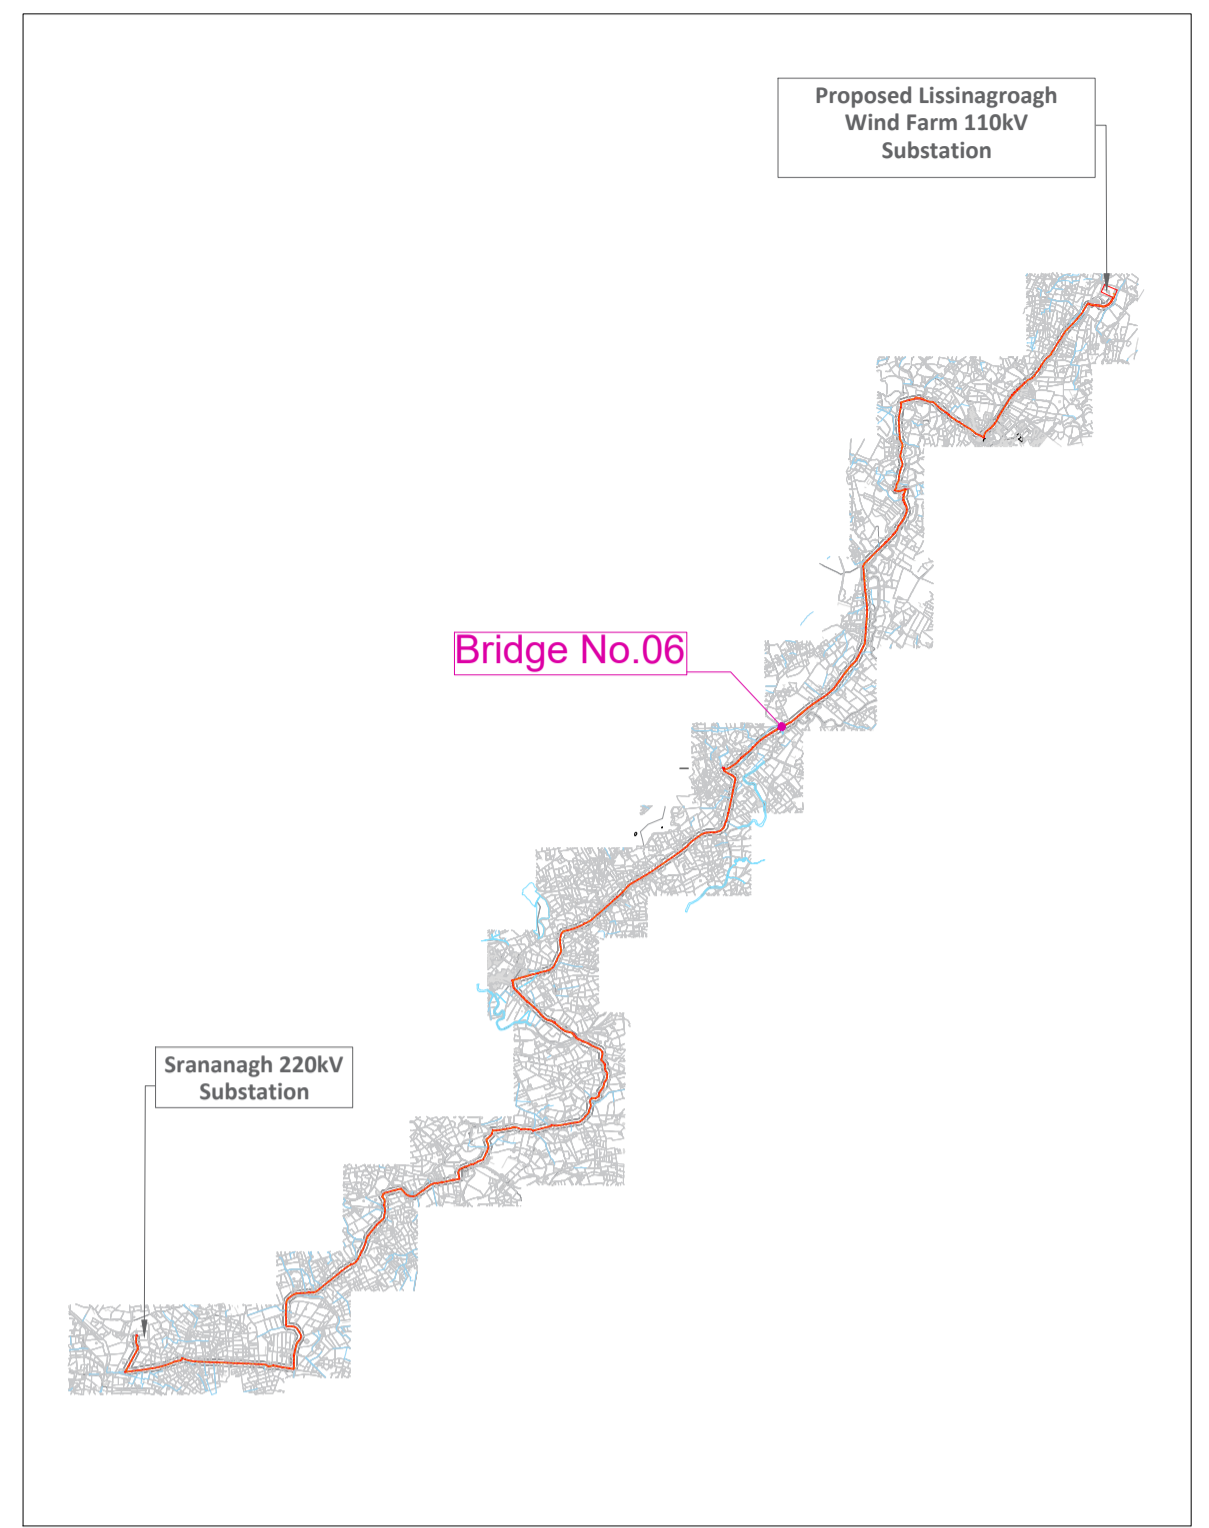 Proposed Lissinagroagh
Wind Farm 110kV
Substation
Bridge No.06
Srananagh 220kV
Substation